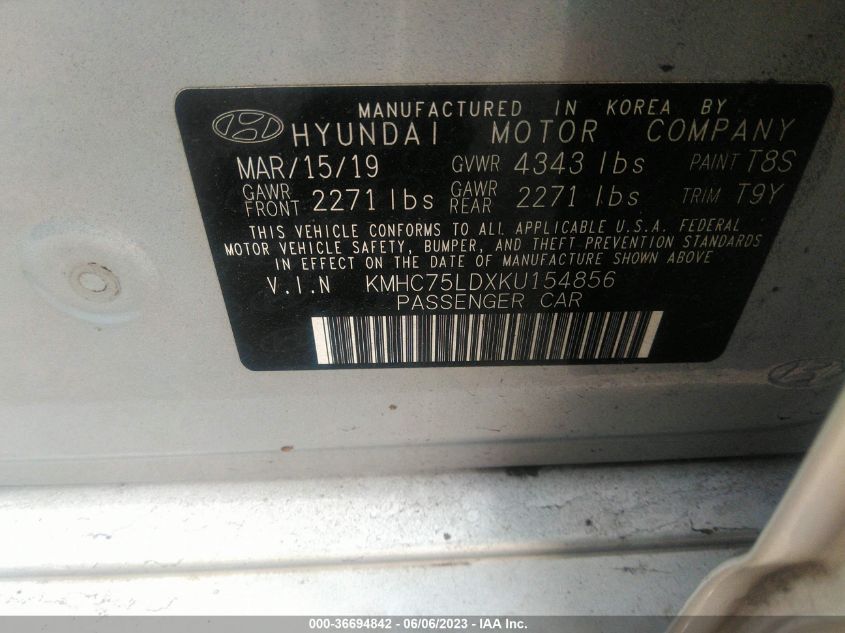 MANUFACTURED IN KOREA BY
HYUNDAI MOTOR COMPANY
MAR/15/19 GVWR 4343 lbs PAINT T8S
GAWR FRONT 2271 lbs GAWR REAR 2271 lbs TRIM T9Y
THIS VEHICLE CONFORMS TO ALL APPLICABLE U.S.A. FEDERAL
MOTOR VEHICLE SAFETY, BUMPER, AND THEFT PREVENTION STANDARDS
IN EFFECT ON THE DATE OF MANUFACTURE SHOWN ABOVE
V.I.N KMHC75LDXKU154856
PASSENGER CAR
000-36694842 - 06/06/2023 - IAA Inc.